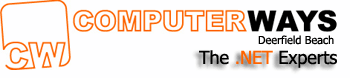 CW
COMPUTERWAYS
Deerfield Beach
The .NET Experts